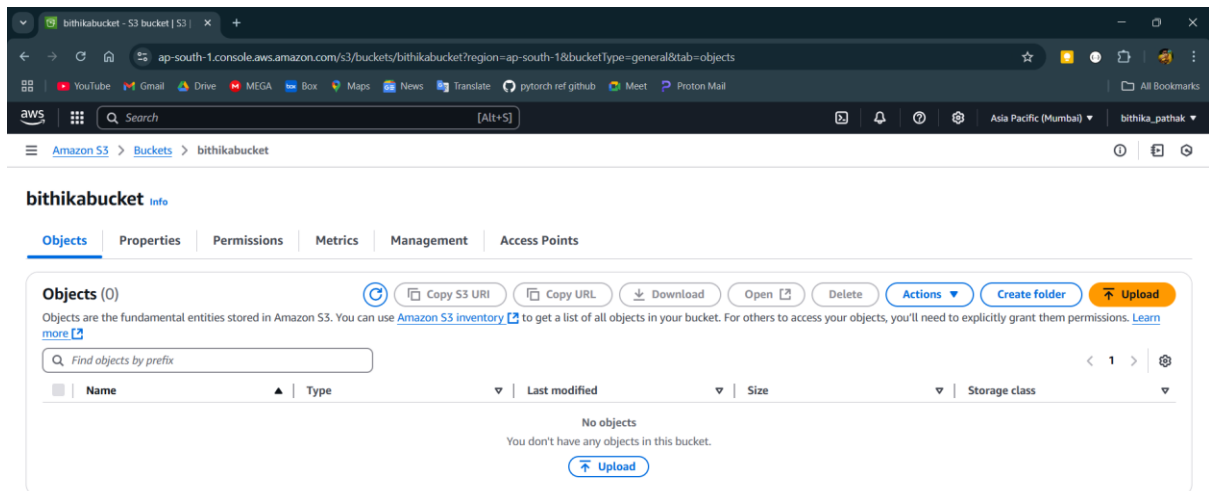 bithikabucket - S3 bucket | S3 |
ap-south-1.console.aws.amazon.com/s3/buckets/bithikabucket?region=ap-south-1&bucketType=general&tab=objects
YouTube Gmail Drive MEGA Box Maps News Translate pytorch ref github Meet Proton Mail All Bookmarks
aws Search [Alt+S] Asia Pacific (Mumbai) bithika_pathak
Amazon S3 > Buckets > bithikabucket
bithikabucket Info
Objects Properties Permissions Metrics Management Access Points
Objects (0) Copy S3 URI Copy URL Download Open Delete Actions Create folder Upload
Objects are the fundamental entities stored in Amazon S3. You can use Amazon S3 inventory to get a list of all objects in your bucket. For others to access your objects, you'll need to explicitly grant them permissions. Learn
more
Find objects by prefix < 1 >
Name Type Last modified Size Storage class
No objects
You don't have any objects in this bucket.
Upload